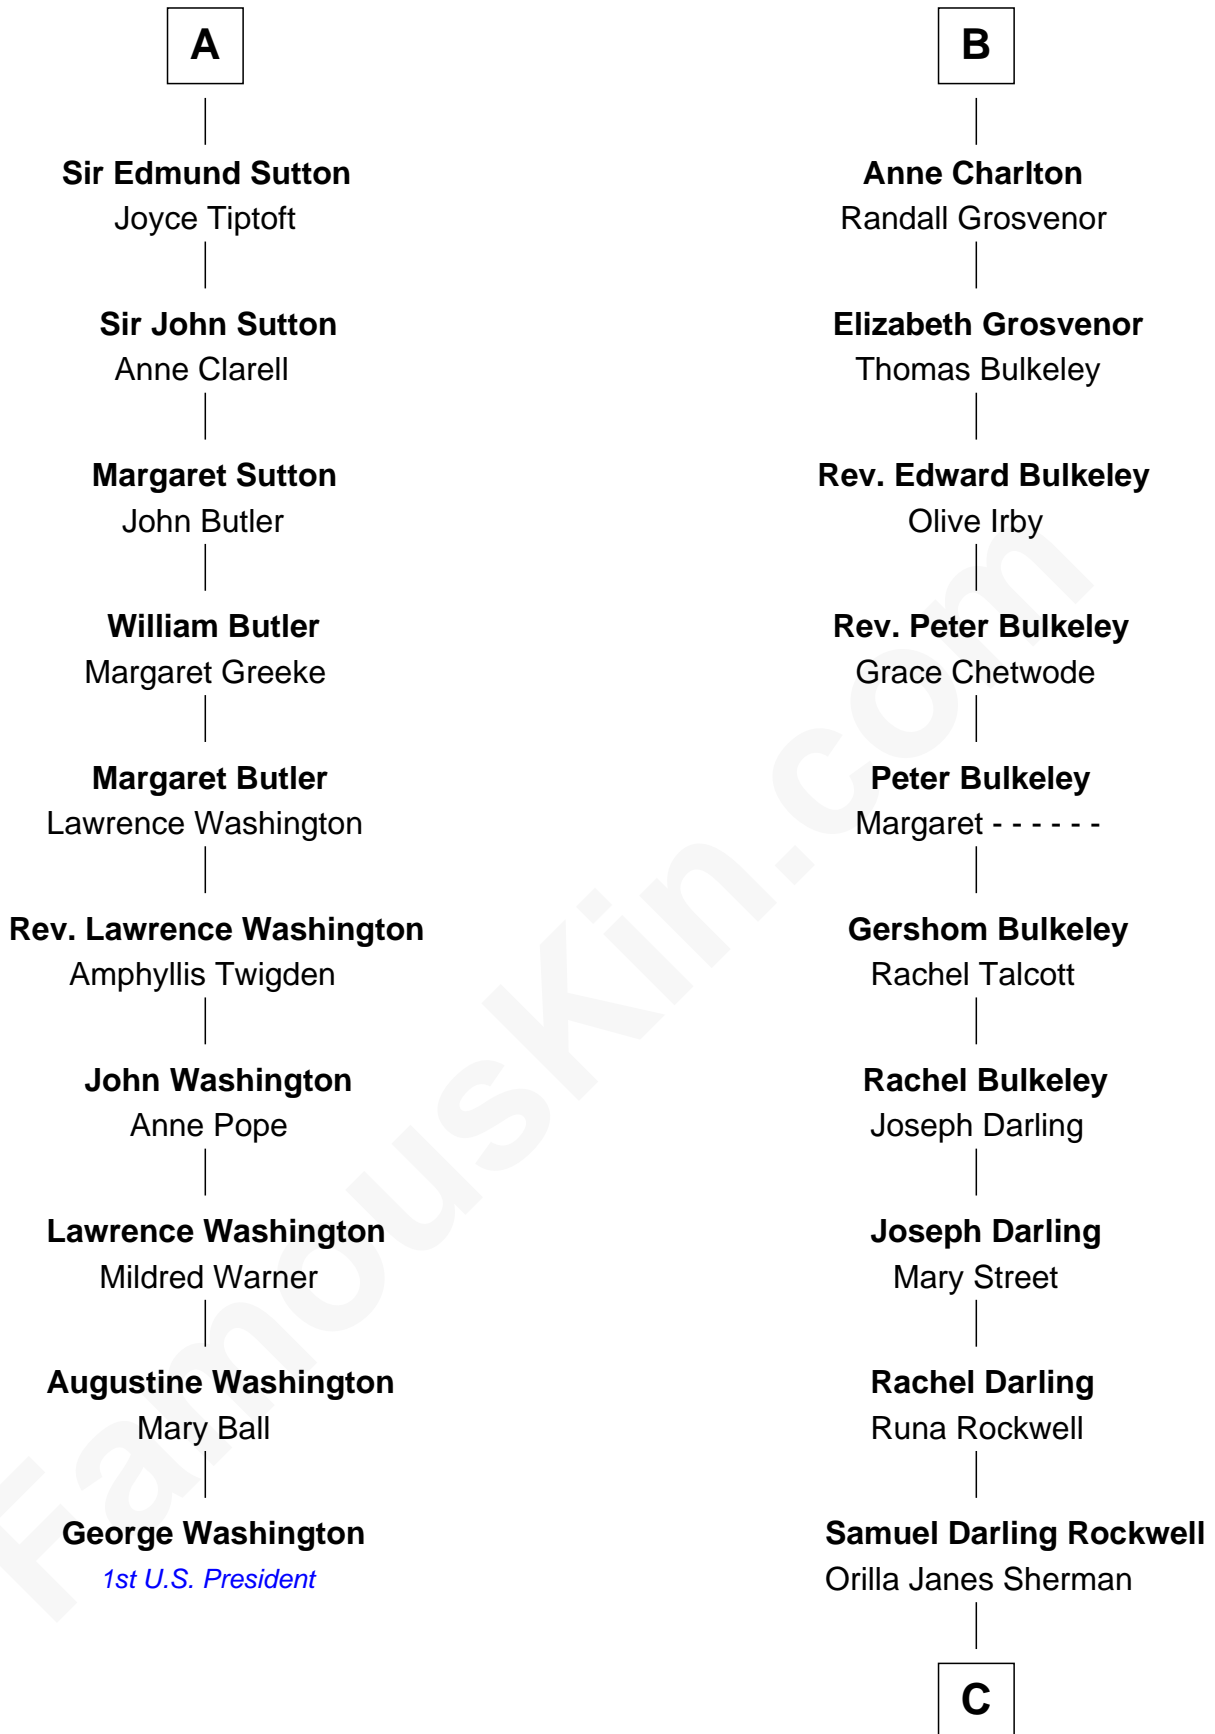 A
Sir Edmund Sutton
Joyce Tiptoft
Sir John Sutton
Anne Clarell
Margaret Sutton
John Butler
William Butler
Margaret Greeke
Margaret Butler
Lawrence Washington
Rev. Lawrence Washington
Amphyllis Twigden
John Washington
Anne Pope
Lawrence Washington
Mildred Warner
Augustine Washington
Mary Ball
George Washington
1st U.S. President
B
Anne Charlton
Randall Grosvenor
Elizabeth Grosvenor
Thomas Bulkeley
Rev. Edward Bulkeley
Olive Irby
Rev. Peter Bulkeley
Grace Chetwode
Peter Bulkeley
Margaret - - - - - -
Gershom Bulkeley
Rachel Talcott
Rachel Bulkeley
Joseph Darling
Joseph Darling
Mary Street
Rachel Darling
Runa Rockwell
Samuel Darling Rockwell
Orilla Janes Sherman
C
FamousKin.com